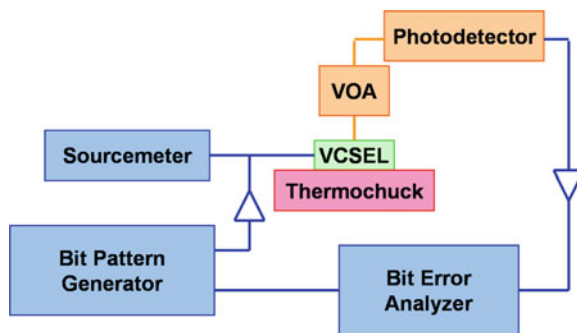 Photodetector
VOA
Sourcemeter
VCSEL
Thermochuck
Bit Pattern
Generator
Bit Error
Analyzer